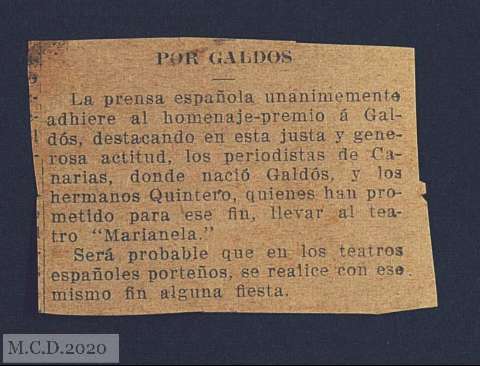 POR GALDOS
La prensa española unánimemente
adhiere al homenaje-premio á Gal-
dós, destacando en esta justa y gene-
rosa actitud, los periodistas de Ca-
narias, donde nació Galdós, y los
hermanos Quintero, quienes han pro-
metido para ese fin, llevar al tea-
tro "Marianela."
Será probable que en los teatros
españoles porteños, se realice con ese
mismo fin alguna fiesta.
M.C.D.2020